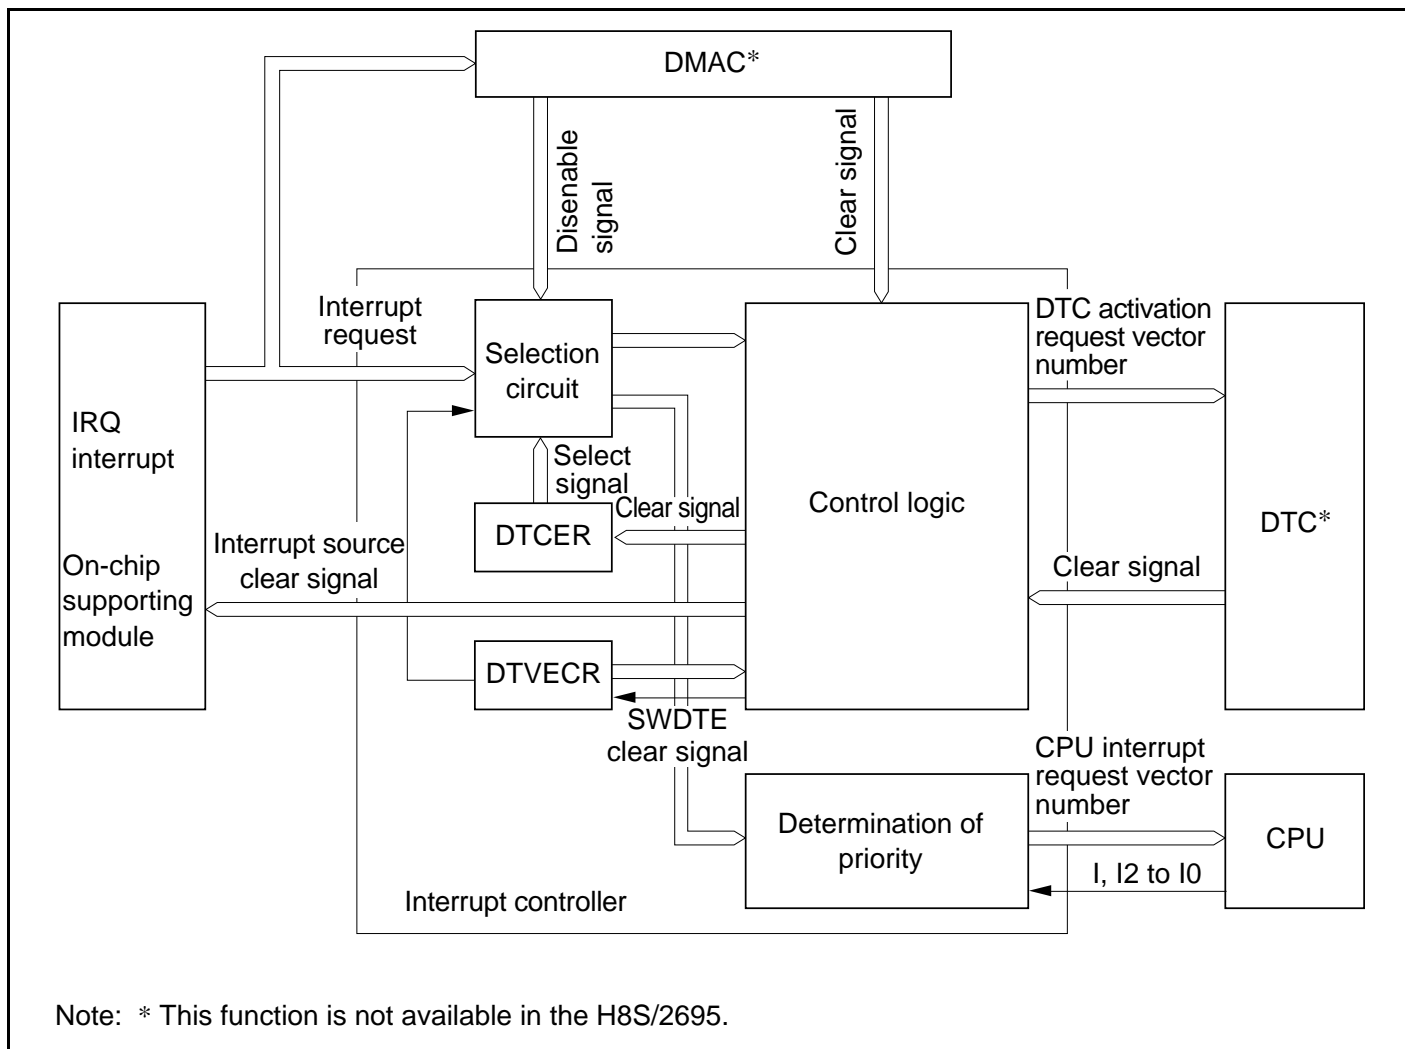 DMAC*
Disenable
signal
Clear signal
Interrupt
request
Selection
circuit
DTC activation
request vector
number
IRQ
interrupt
Select
signal
Clear signal
Control logic
DTCER
DTC*
Interrupt source
clear signal
On-chip
supporting
module
Clear signal
DTVECR
SWDTE
clear signal
CPU interrupt
request vector
number
Determination of
priority
CPU
I, I2 to I0
Interrupt controller
Note: * This function is not available in the H8S/2695.